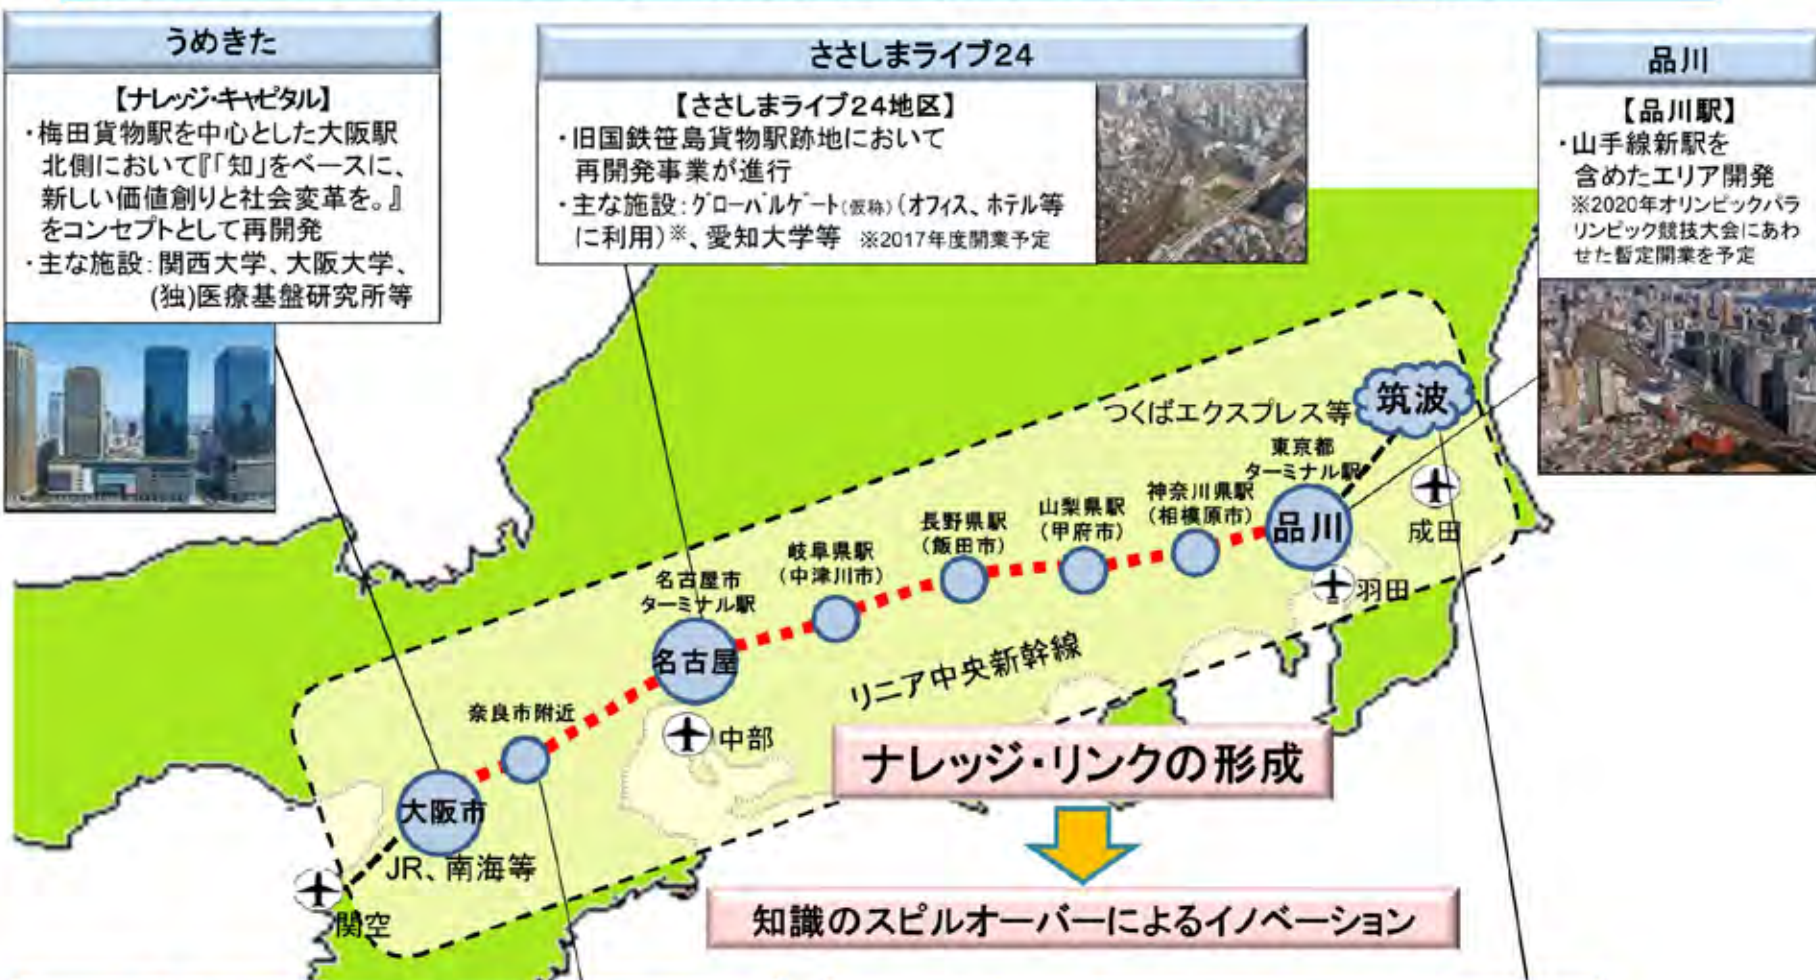 うめきた
【ナレッジ・キャピタル】
・梅田貨物駅を中心とした大阪駅
北側において『「知」をベースに、
新しい価値創りと社会変革を。』
をコンセプトとして再開発
・主な施設：関西大学、大阪大学、
(独)医療基盤研究所等
ささしまライブ24
【ささしまライブ24地区】
・旧国鉄笹島貨物駅跡地において
再開発事業が進行
・主な施設：グローバルゲート(仮称)(オフィス、ホテル等
に利用)※、愛知大学等 ※2017年度開業予定
品川
【品川駅】
・山手線新駅を
含めたエリア開発
※2020年オリンピックパラ
リンピック競技大会にあわ
せた暫定開業を予定
筑波
つくばエクスプレス等
東京都
ターミナル駅
品川
成田
羽田
神奈川県駅
(相模原市)
山梨県駅
(甲府市)
長野県駅
(飯田市)
岐阜県駅
(中津川市)
名古屋市
ターミナル駅
名古屋
リニア中央新幹線
奈良市附近
中部
大阪市
JR、南海等
関空
ナレッジ・リンクの形成
知識のスピルオーバーによるイノベーション